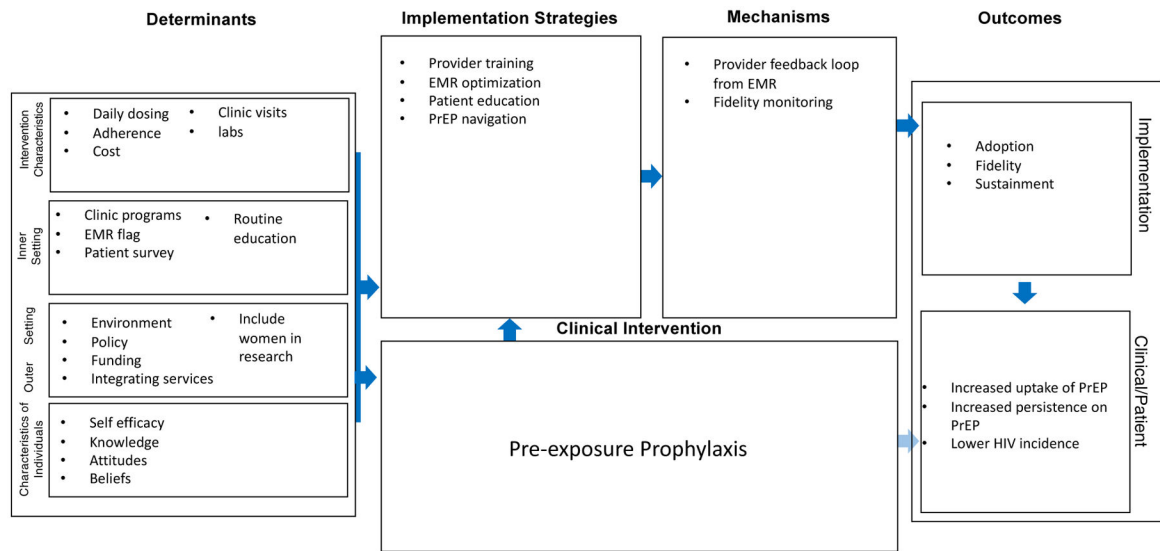 Determinants
Implementation Strategies
Mechanisms
Outcomes
Intervention
Characteristics
• Daily dosing
• Adherence
• Cost
• Clinic visits
• labs
Inner
Setting
• Clinic programs
• EMR flag
• Patient survey
• Routine
education
Outer Setting
• Environment
• Policy
• Funding
• Integrating services
• Include
women in
research
Characteristics of
Individuals
• Self efficacy
• Knowledge
• Attitudes
• Beliefs
• Provider training
• EMR optimization
• Patient education
• PrEP navigation
• Provider feedback loop
from EMR
• Fidelity monitoring
Clinical Intervention
Pre-exposure Prophylaxis
Implementation
• Adoption
• Fidelity
• Sustainment
Clinical/Patient
• Increased uptake of PrEP
• Increased persistence on
PrEP
• Lower HIV incidence